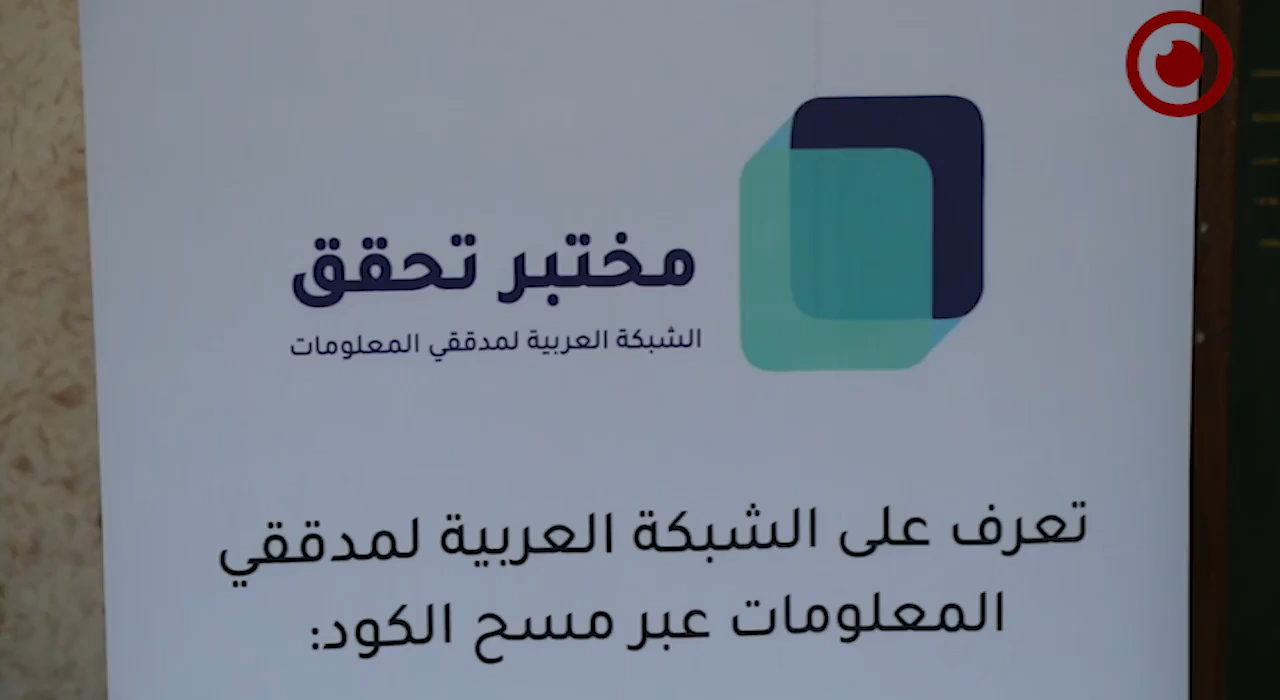 مختبر تحقق
الشبكة العربية لمدققي المعلومات
تعرف على الشبكة العربية لمدققي
المعلومات عبر مسح الكود: